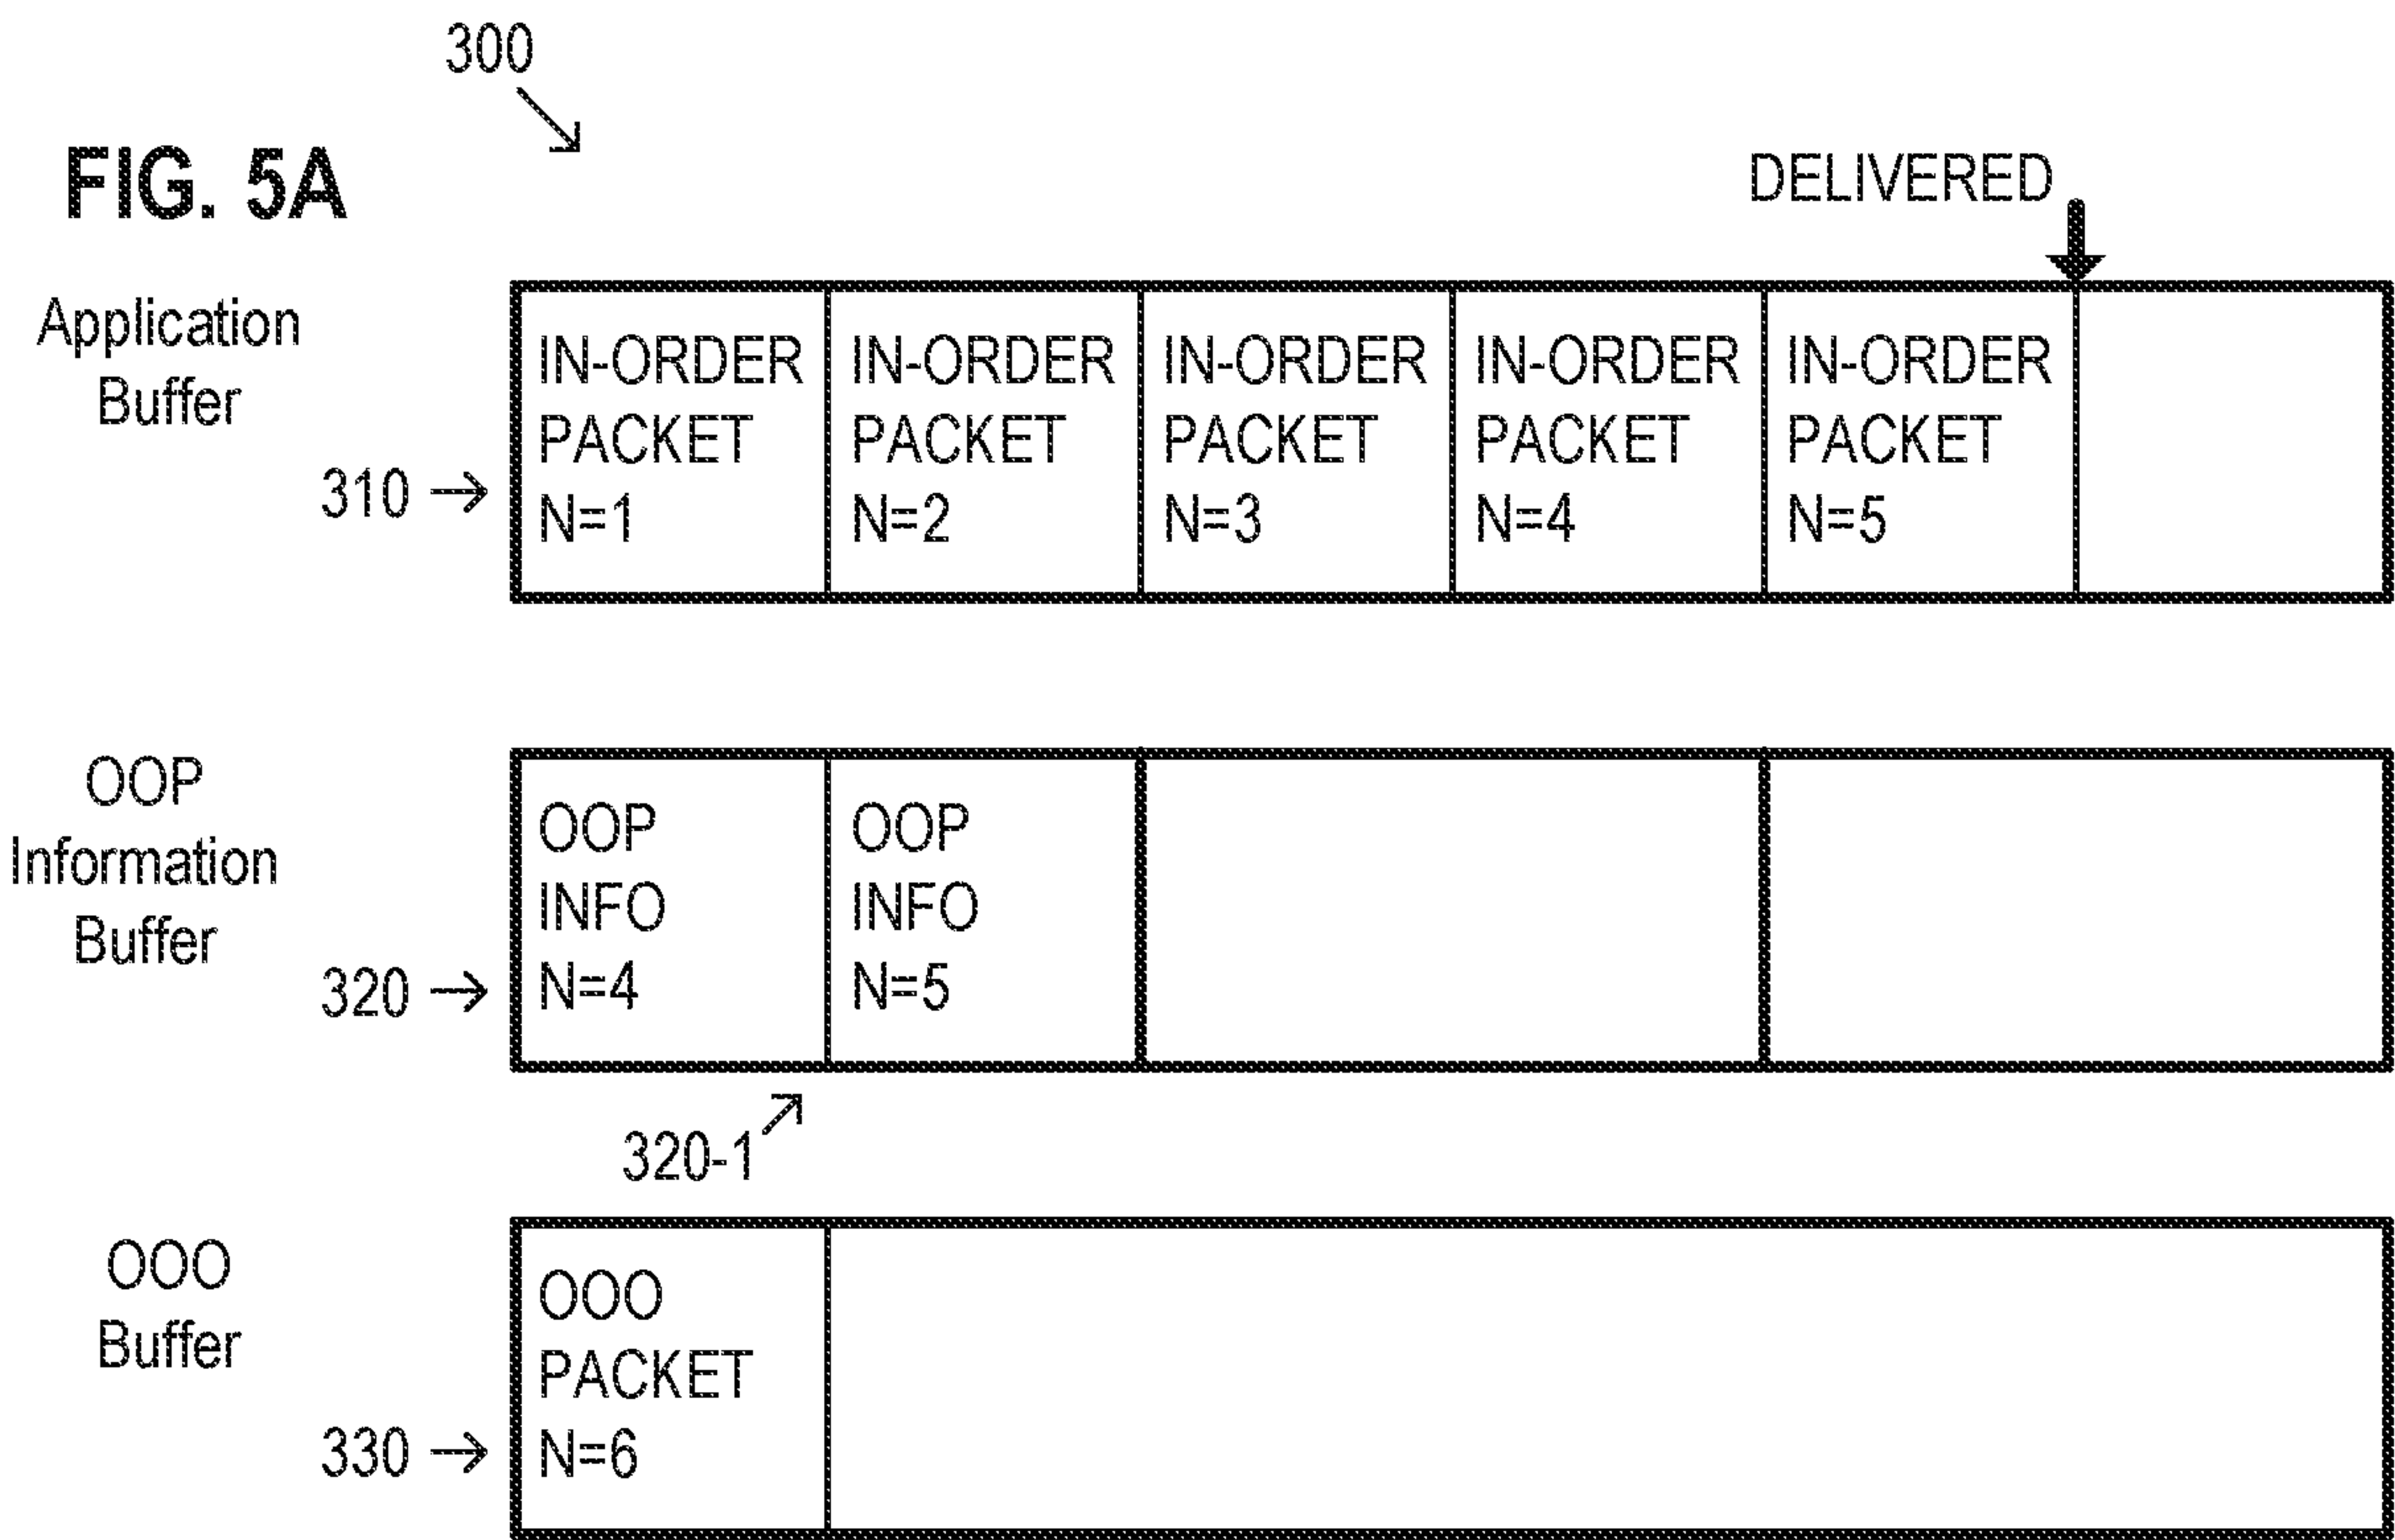 300
FIG. 5A
DELIVERED
Application
Buffer
310
IN-ORDER
PACKET
N=1
IN-ORDER
PACKET
N=2
IN-ORDER
PACKET
N=3
IN-ORDER
PACKET
N=4
IN-ORDER
PACKET
N=5
OOP
Information
Buffer
320
OOP
INFO
N=4
OOP
INFO
N=5
320-1
OOO
Buffer
330
OOO
PACKET
N=6